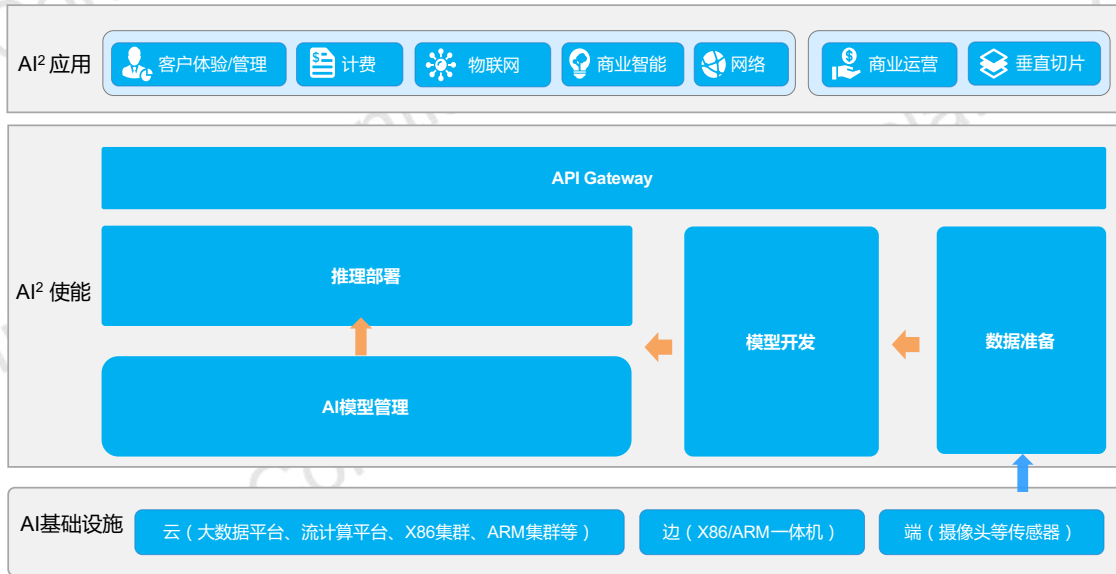 AI² 应用
客户体验/管理
计费
物联网
商业智能
网络
商业运营
垂直切片
API Gateway
AI² 使能
推理部署
AI模型管理
模型开发
数据准备
AI基础设施
云（大数据平台、流计算平台、X86集群、ARM集群等）
边（X86/ARM一体机）
端（摄像头等传感器）